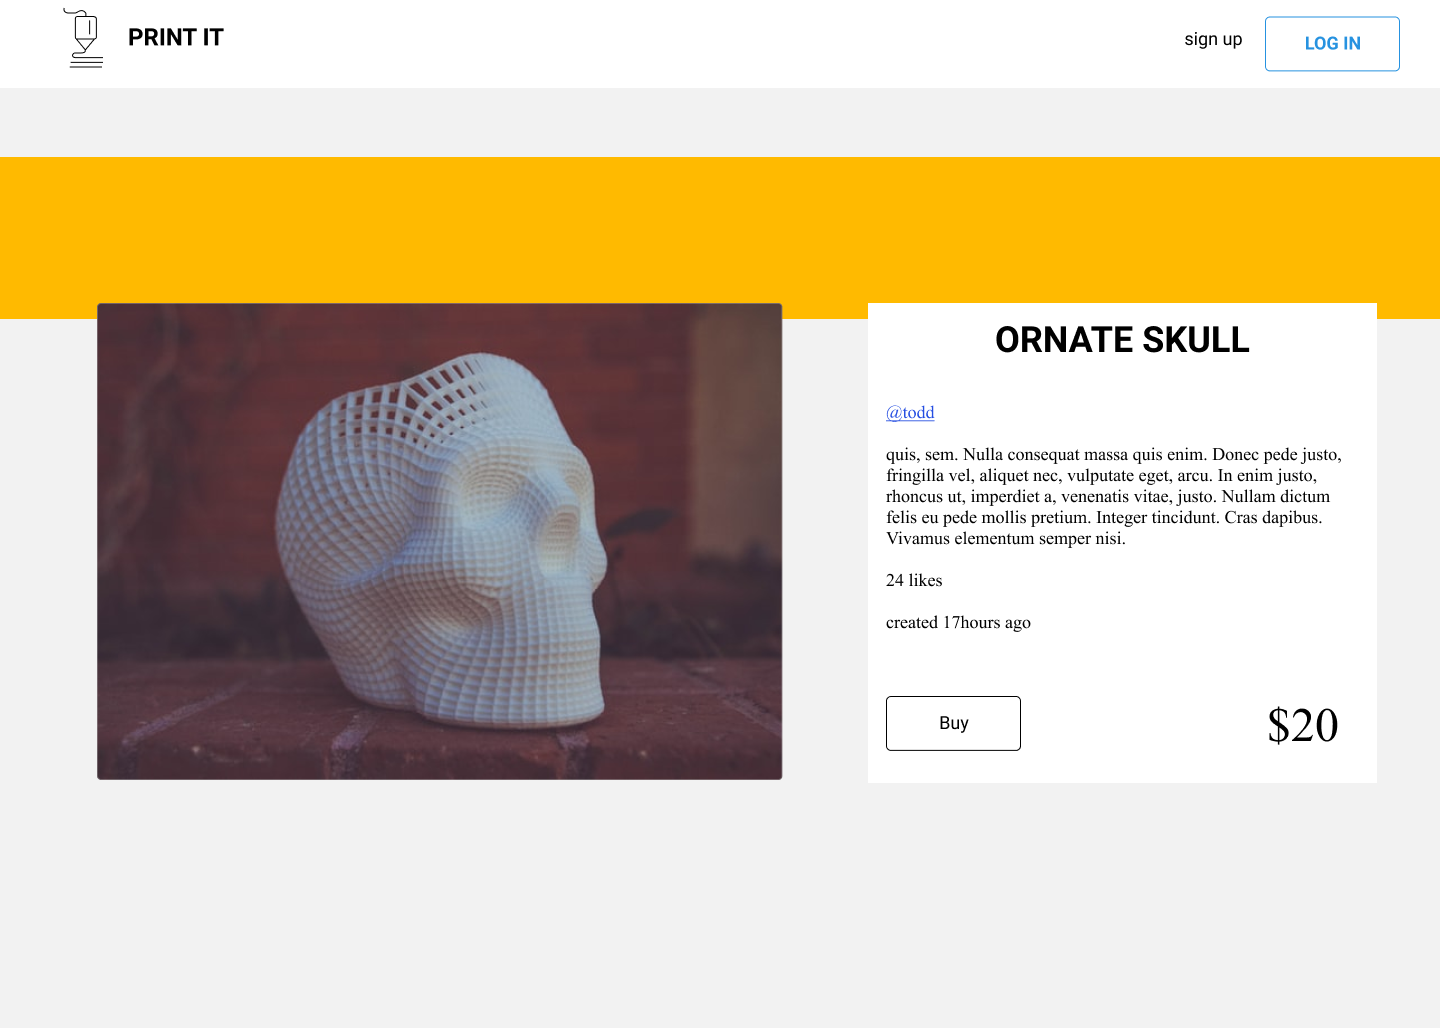 PRINT IT
sign up
LOG IN
ORNATE SKULL
@todd
quis, sem. Nulla consequat massa quis enim. Donec pede justo,
fringilla vel, aliquet nec, vulputate eget, arcu. In enim justo,
rhoncus ut, imperdiet a, venenatis vitae, justo. Nullam dictum
felis eu pede mollis pretium. Integer tincidunt. Cras dapibus.
Vivamus elementum semper nisi.
24 likes
created 17hours ago
Buy
$20